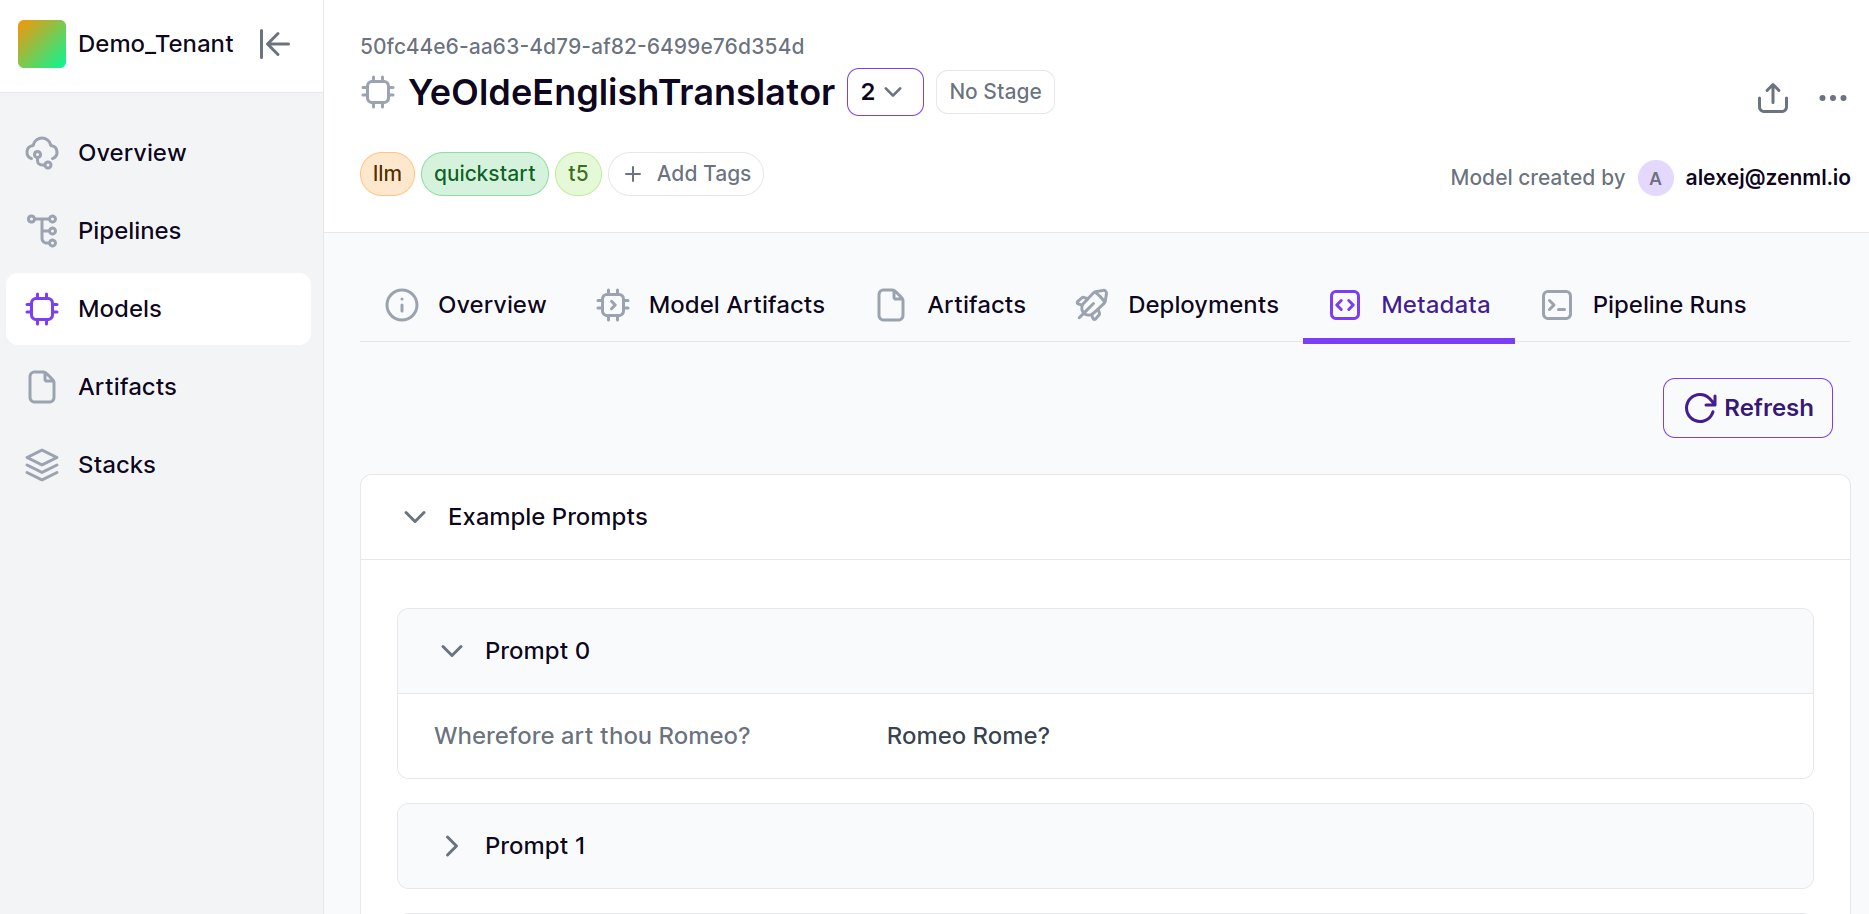 Demo_Tenant
Overview
Pipelines
Models
Artifacts
Stacks
50fc44e6-aa63-4d79-af82-6499e76d354d
YeOldeEnglishTranslator 2 No Stage
llm quickstart t5 + Add Tags
Model created by A alexej@zenml.io
Overview Model Artifacts Artifacts Deployments Metadata Pipeline Runs
Refresh
Example Prompts
Prompt 0
Wherefore art thou Romeo? Romeo Rome?
Prompt 1